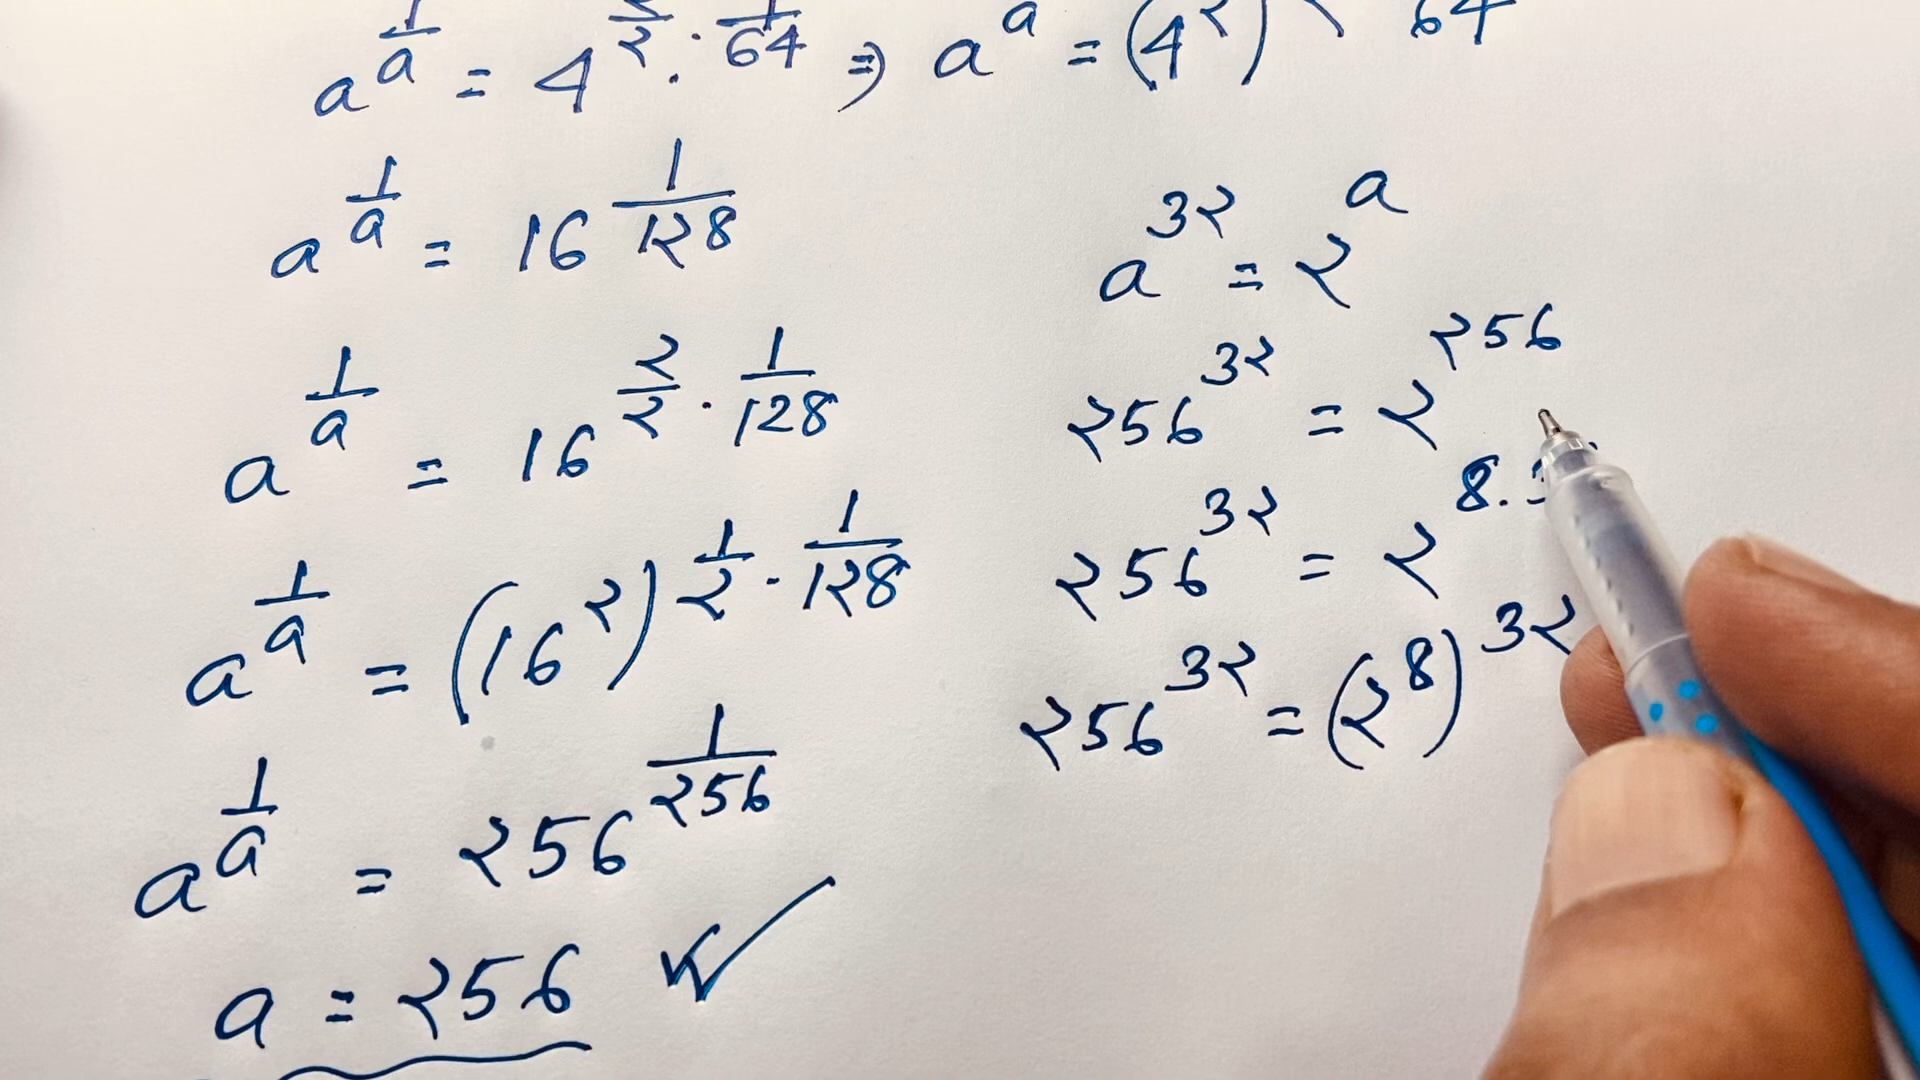 a^(1/a) = 4^(2/2 · 1/64) ⇒ a^a = (4^2) 64
a^(1/a) = 16^(1/128)
a^(1/a) = 16^(2/2 · 1/128)
a^(1/a) = (16^2)^(1/2 · 1/128)
a^(1/a) = 256^(1/256)
a = 256 ✓
a^32 = 2^a
256^32 = 2^256
256^32 = 2^8.
256^32 = (2^8)^32